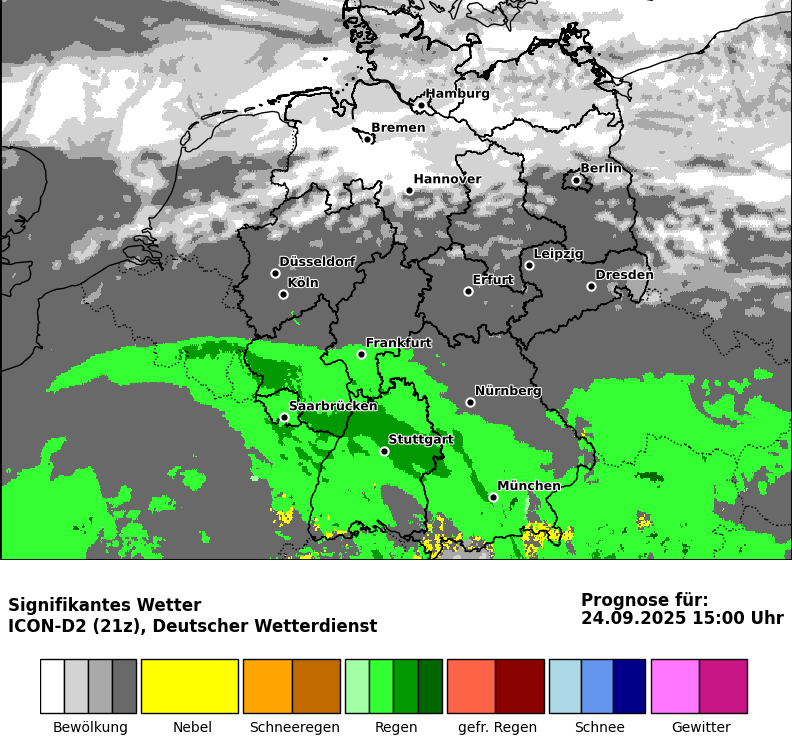 Hamburg
Bremen
Berlin
Hannover
Leipzig
Düsseldorf
Dresden
Köln
Erfurt
Frankfurt
Nürnberg
Saarbrücken
Stuttgart
München
Signifikantes Wetter
ICON-D2 (21z), Deutscher Wetterdienst
Prognose für:
24.09.2025 15:00 Uhr
Bewölkung
Nebel
Schneeregen
Regen
gefr. Regen
Schnee
Gewitter